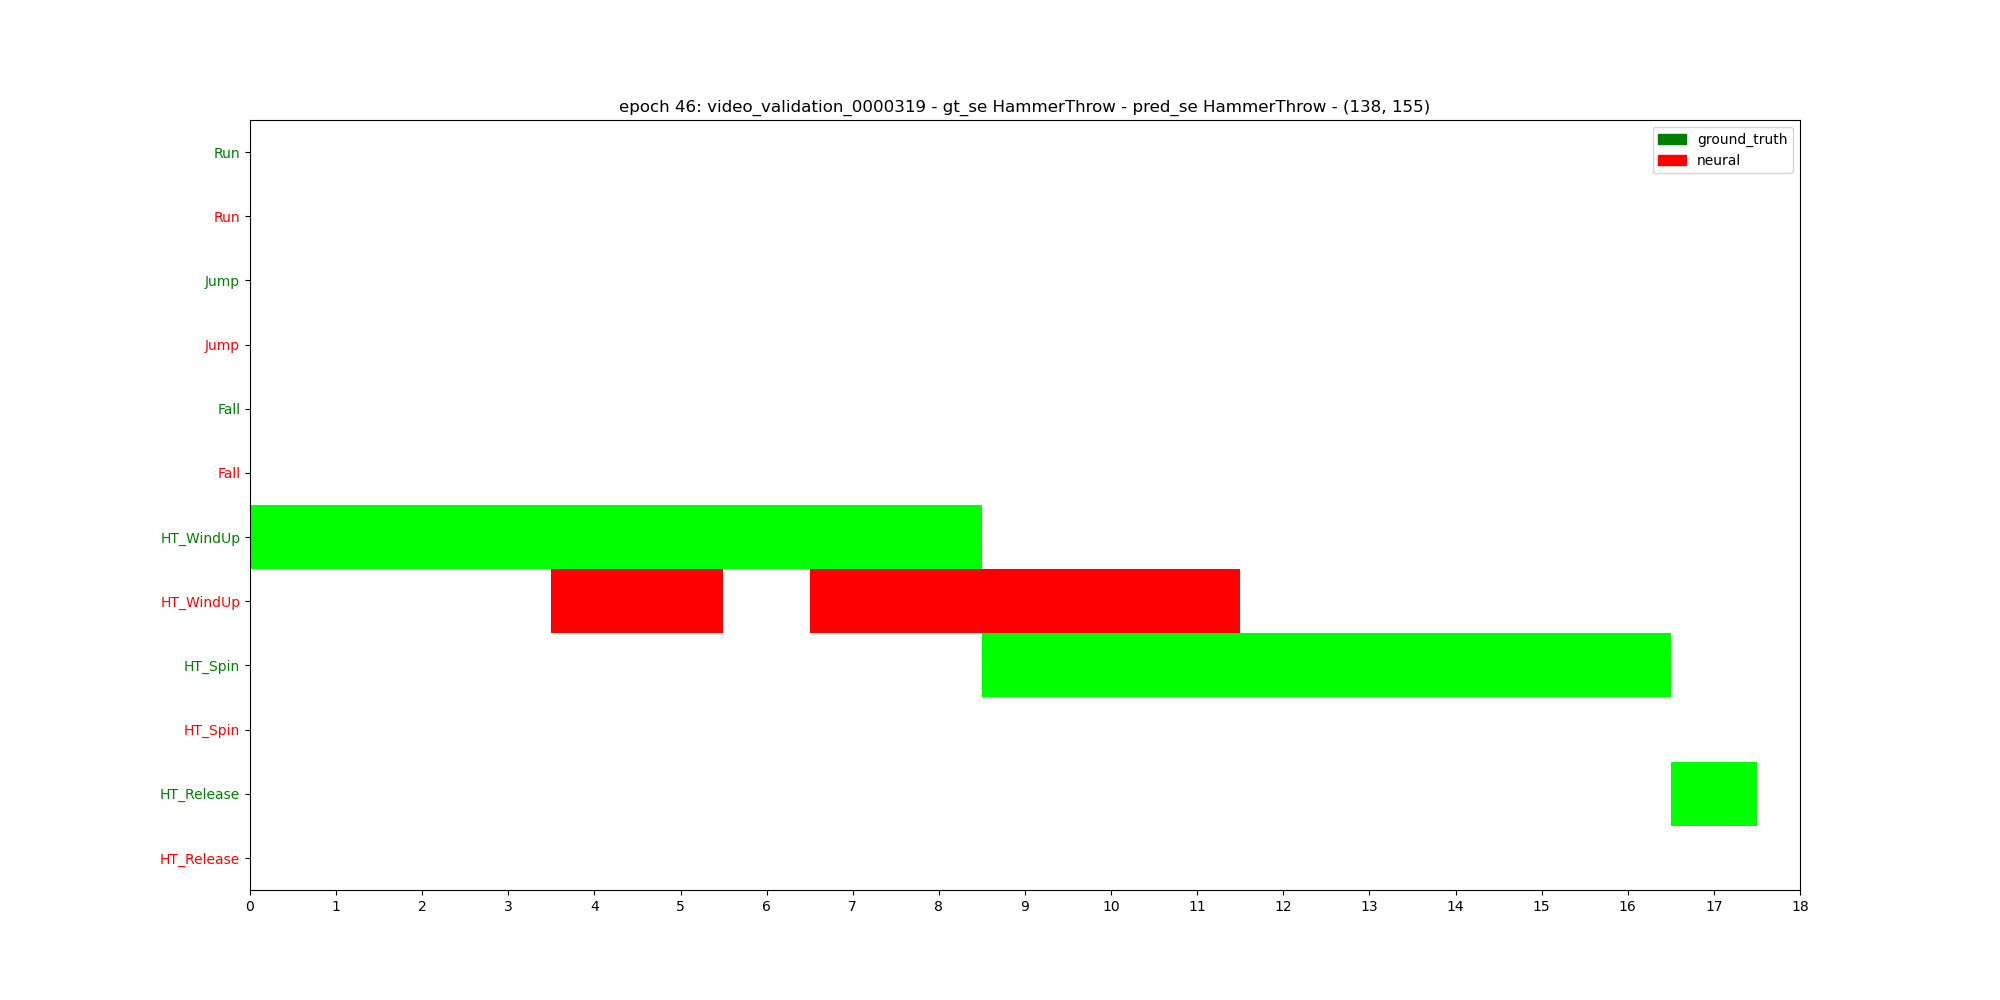 epoch 46: video_validation_0000319 - gt_se HammerThrow - pred_se HammerThrow - (138, 155)
ground_truth
neural
Run
Run
Jump
Jump
Fall
Fall
HT_WindUp
HT_WindUp
HT_Spin
HT_Spin
HT_Release
HT_Release
0 1 2 3 4 5 6 7 8 9 10 11 12 13 14 15 16 17 18